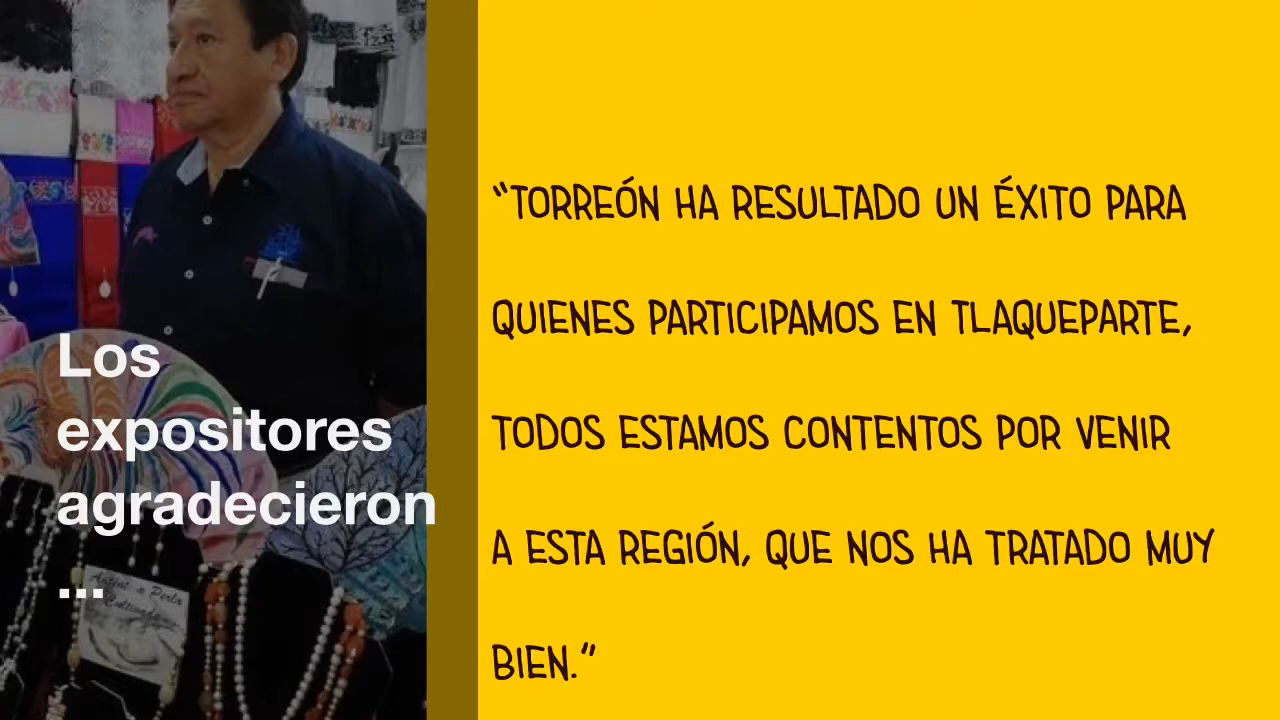 Los
expositores
agradecieron
...
“TORREÓN HA RESULTADO UN ÉXITO PARA
QUIENES PARTICIPAMOS EN TLAQUEPARTE,
TODOS ESTAMOS CONTENTOS POR VENIR
A ESTA REGIÓN, QUE NOS HA TRATADO MUY
BIEN.”